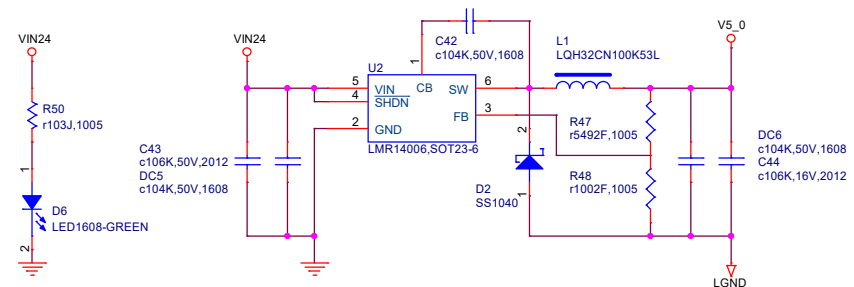 VIN24
R50
r103J,1005
1
D6
LED1608-GREEN
2
VIN24
C43
c106K,50V,2012
DC5
c104K,50V,1608
C42
c104K,50V,1608
U2
1
5
4
2
VIN
SHDN
GND
CB
SW
FB
6
3
LMR14006,SOT23-6
L1
LQH32CN100K53L
2
D2
SS1040
1
R47
r5492F,1005
R48
r1002F,1005
V5_0
DC6
c104K,50V,1608
C44
c106K,16V,2012
LGND